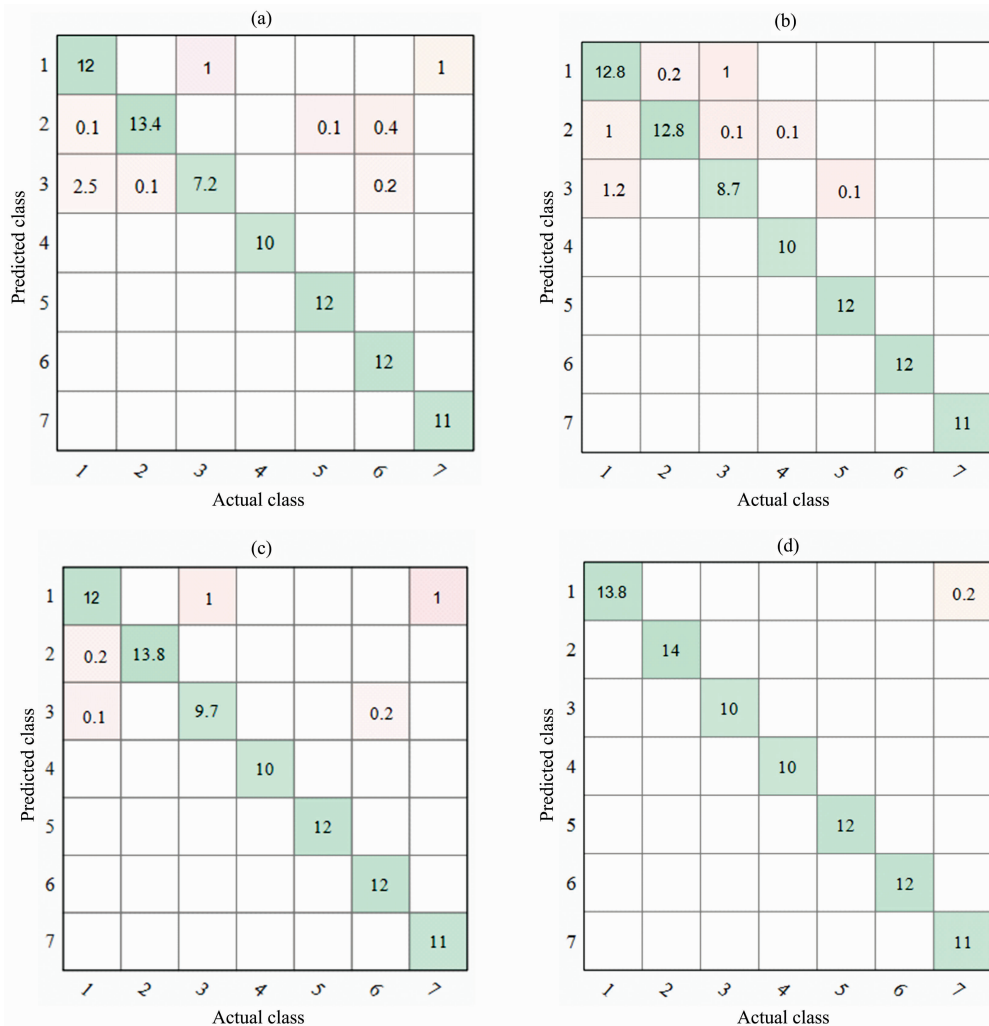 (a)
1 12 1 1
2 0.1 13.4 0.1 0.4
3 2.5 0.1 7.2 0.2
4 10
5 12
6 12
7 11
1 2 3 4 5 6 7
Actual class
Predicted class
(b)
1 12.8 0.2 1
2 1 12.8 0.1 0.1
3 1.2 8.7 0.1
4 10
5 12
6 12
7 11
1 2 3 4 5 6 7
Actual class
Predicted class
(c)
1 12 1 1
2 0.2 13.8
3 0.1 9.7 0.2
4 10
5 12
6 12
7 11
1 2 3 4 5 6 7
Actual class
Predicted class
(d)
1 13.8 0.2
2 14
3 10
4 10
5 12
6 12
7 11
1 2 3 4 5 6 7
Actual class
Predicted class